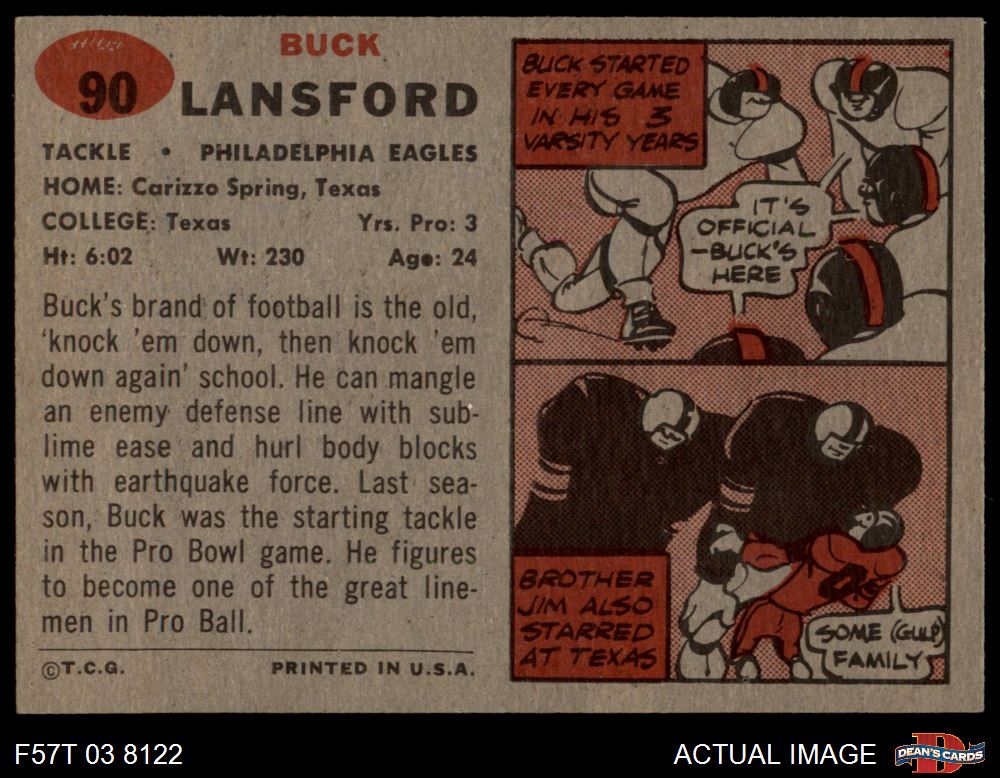 90
BUCK
LANSFORD
TACKLE • PHILADELPHIA EAGLES
HOME: Carizzo Spring, Texas
COLLEGE: Texas Yrs. Pro: 3
Ht: 6:02 Wt: 230 Age: 24
Buck's brand of football is the old,
'knock 'em down, then knock 'em
down again' school. He can mangle
an enemy defense line with sub-
lime ease and hurl body blocks
with earthquake force. Last sea-
son, Buck was the starting tackle
in the Pro Bowl game. He figures
to become one of the great line-
men in Pro Ball.
©T.C.G. PRINTED IN U.S.A.
BUCK STARTED
EVERY GAME
IN HIS 3
VARSITY YEARS
IT'S
OFFICIAL
-BUCK'S
HERE
BROTHER
JIM ALSO
STARRED
AT TEXAS
SOME (GULP)
FAMILY
F57T 03 8122
ACTUAL IMAGE
DEAN'S CARDS